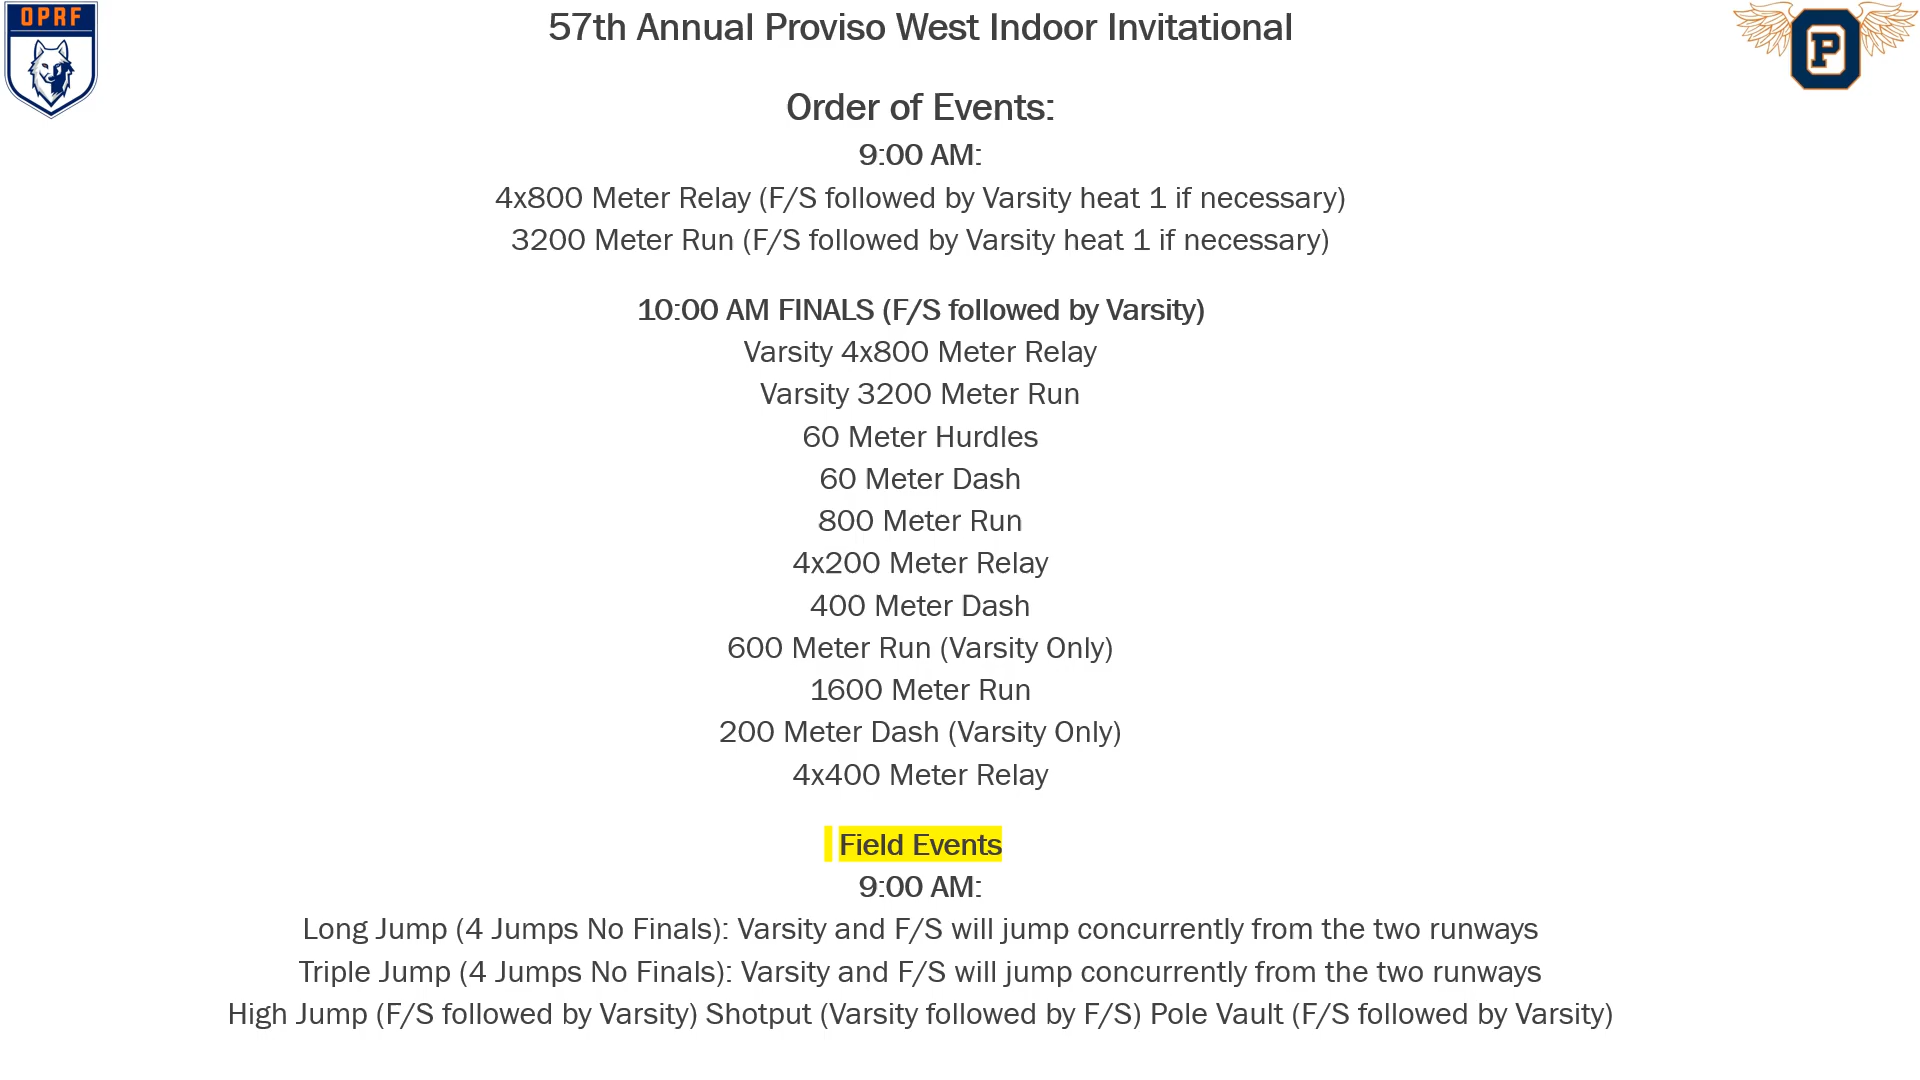 OPRF
57th Annual Proviso West Indoor Invitational
OP
Order of Events:
9:00 AM:
4x800 Meter Relay (F/S followed by Varsity heat 1 if necessary)
3200 Meter Run (F/S followed by Varsity heat 1 if necessary)
10:00 AM FINALS (F/S followed by Varsity)
Varsity 4x800 Meter Relay
Varsity 3200 Meter Run
60 Meter Hurdles
60 Meter Dash
800 Meter Run
4x200 Meter Relay
400 Meter Dash
600 Meter Run (Varsity Only)
1600 Meter Run
200 Meter Dash (Varsity Only)
4x400 Meter Relay
Field Events
9:00 AM:
Long Jump (4 Jumps No Finals): Varsity and F/S will jump concurrently from the two runways
Triple Jump (4 Jumps No Finals): Varsity and F/S will jump concurrently from the two runways
High Jump (F/S followed by Varsity) Shotput (Varsity followed by F/S) Pole Vault (F/S followed by Varsity)